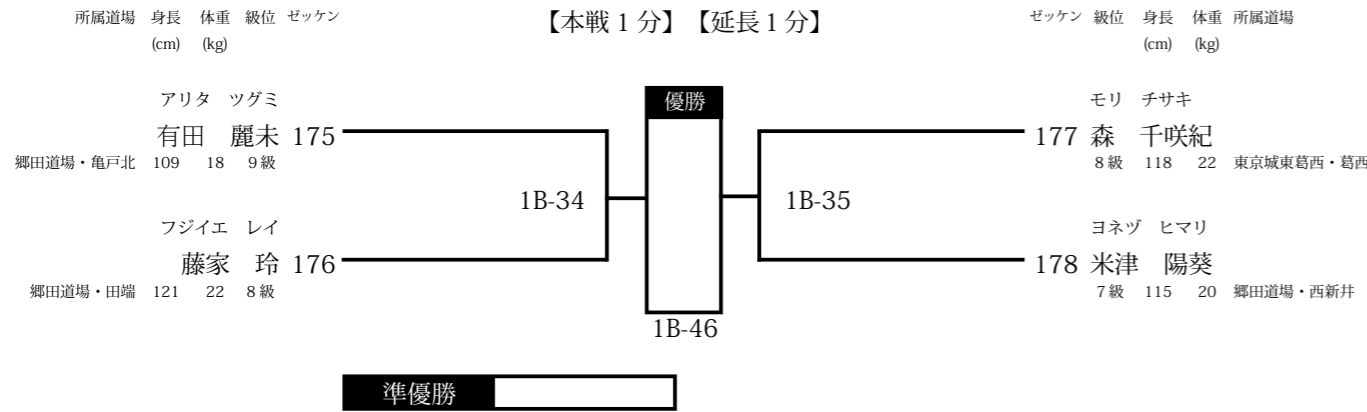 所属道場 身長 体重 級位 ゼッケン 【本戦1分】【延長1分】 ゼッケン 級位 身長 体重 所属道場
(cm) (kg) (cm) (kg)
アリタ ツグミ 優勝 モリ チサキ
有田 麗未 175 177 森 千咲紀
郷田道場・亀戸北 109 18 9級 8級 118 22 東京城東葛西・葛西
1B-34 1B-35
フジイエ レイ ヨネヅ ヒマリ
藤家 玲 176 178 米津 陽葵
郷田道場・田端 121 22 8級 7級 115 20 郷田道場・西新井
1B-46
準優勝